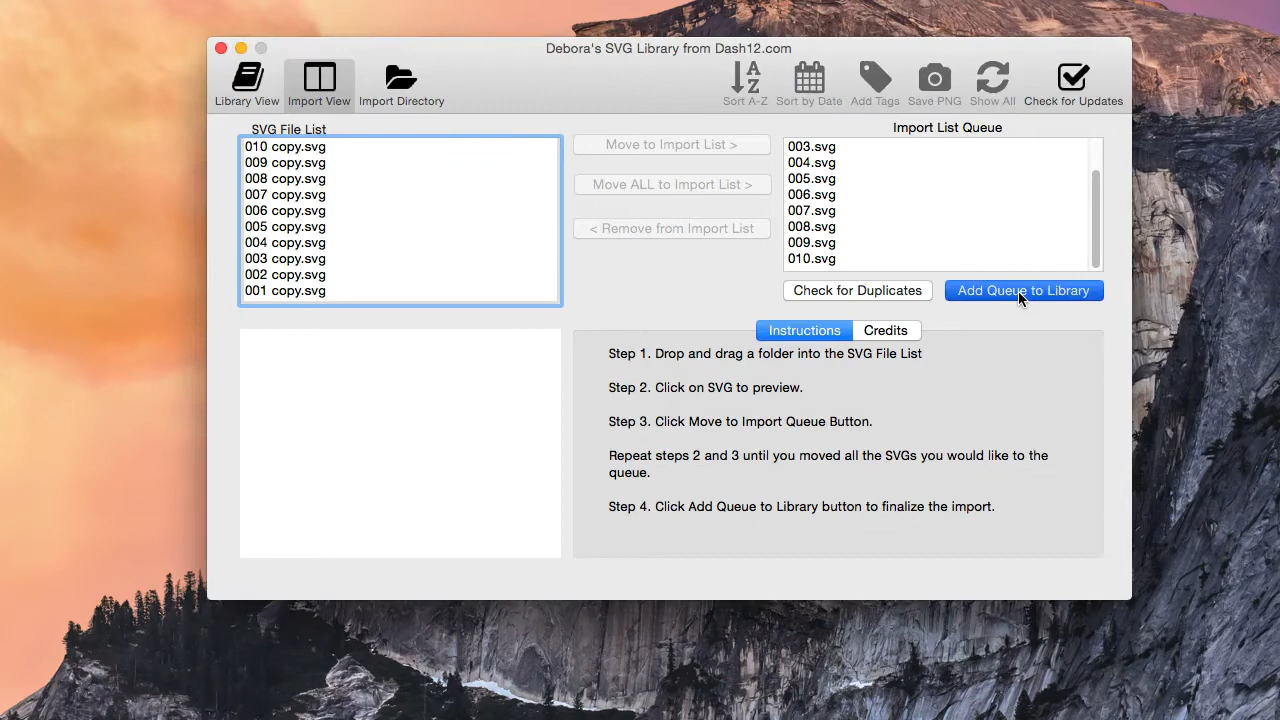 Debora's SVG Library from Dash12.com
Library View
Import View
Import Directory
Sort A-Z
Sort by Date
Add Tags
Save PNG
Show All
Check for Updates
SVG File List
010 copy.svg
009 copy.svg
008 copy.svg
007 copy.svg
006 copy.svg
005 copy.svg
004 copy.svg
003 copy.svg
002 copy.svg
001 copy.svg
Move to Import List >
Move ALL to Import List >
< Remove from Import List
Import List Queue
003.svg
004.svg
005.svg
006.svg
007.svg
008.svg
009.svg
010.svg
Check for Duplicates
Add Queue to Library
Instructions
Credits
Step 1. Drop and drag a folder into the SVG File List
Step 2. Click on SVG to preview.
Step 3. Click Move to Import Queue Button.
Repeat steps 2 and 3 until you moved all the SVGs you would like to the
queue.
Step 4. Click Add Queue to Library button to finalize the import.